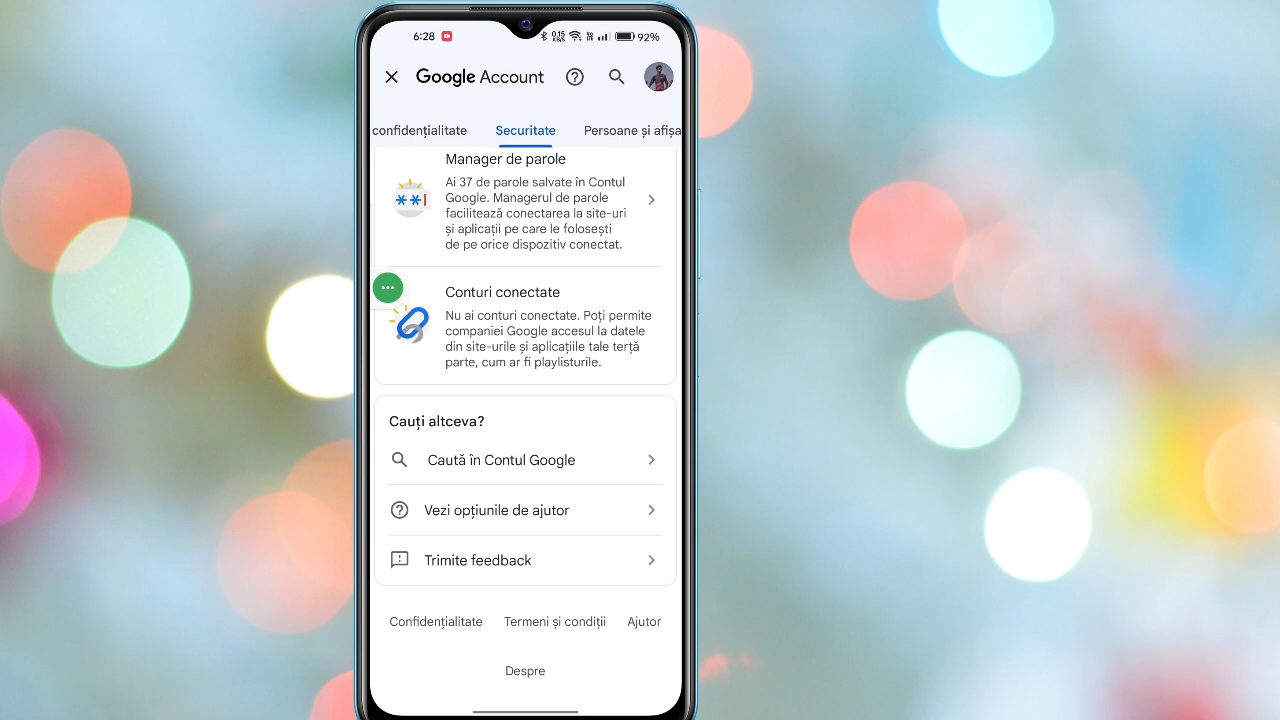 6:28
92%
Google Account
confidențialitate Securitate Persoane și afișa
Manager de parole
Ai 37 de parole salvate în Contul
Google. Managerul de parole
facilitează conectarea la site-uri
și aplicații pe care le folosești
de pe orice dispozitiv conectat.
Conturi conectate
Nu ai conturi conectate. Poți permite
companiei Google accesul la datele
din site-urile și aplicațiile tale terță
parte, cum ar fi playlisturile.
Cauți altceva?
Caută în Contul Google
Vezi opțiunile de ajutor
Trimite feedback
Confidențialitate Termeni și condiții Ajutor
Despre